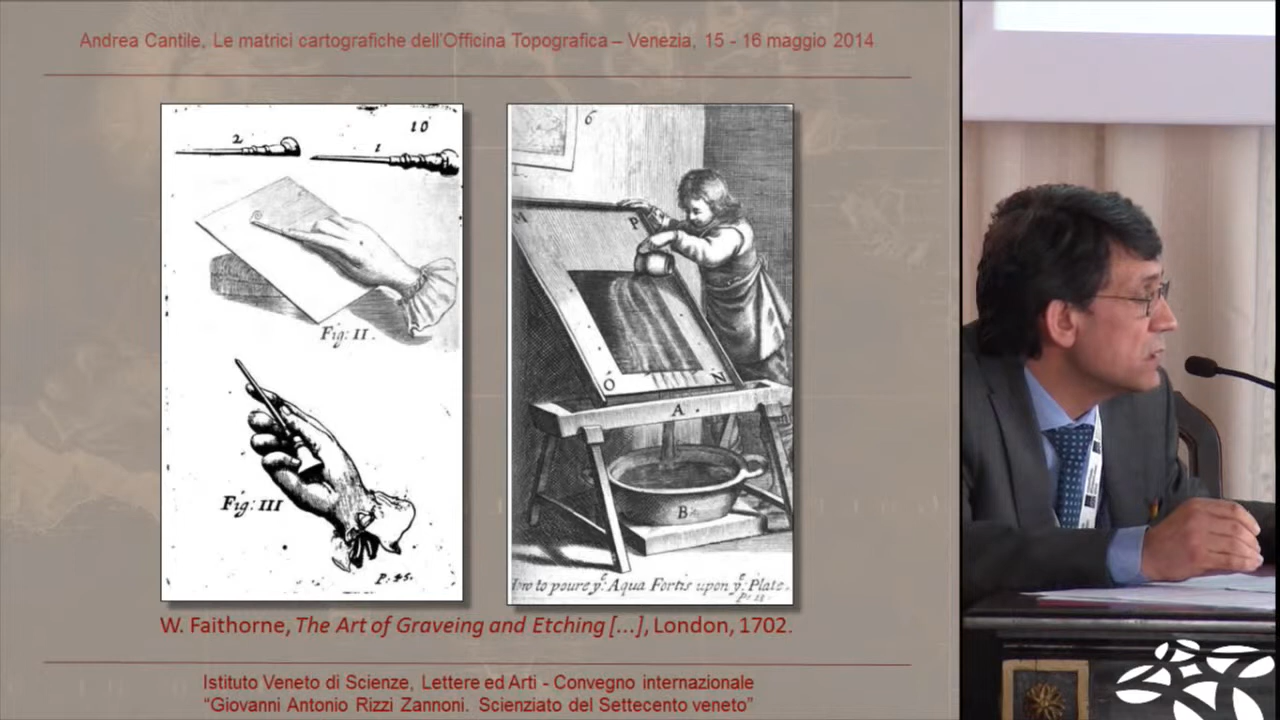 Andrea Cantile, Le matrici cartografiche dell'Officina Topografica – Venezia, 15 - 16 maggio 2014
10
2
1
Fig: II.
Fig: III
p. 45.
6
M
P
O
N
A.
B.
How to poure yᵉ: Aqua Fortis upon yᵉ: Plate.
W. Faithorne, The Art of Graveing and Etching [...], London, 1702.
Istituto Veneto di Scienze, Lettere ed Arti - Convegno internazionale
“Giovanni Antonio Rizzi Zannoni. Scienziato del Settecento veneto”